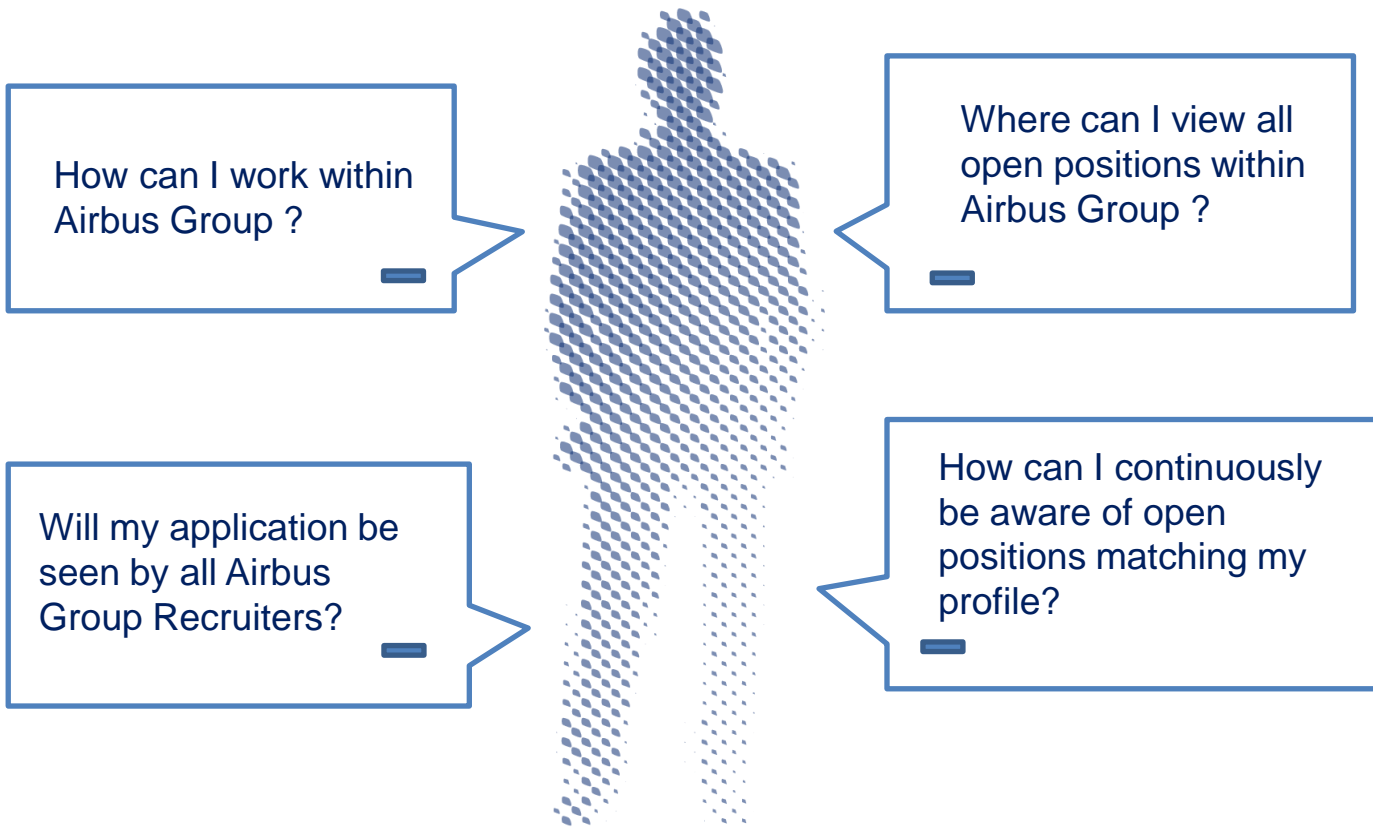 How can I work within
Airbus Group ?
Where can I view all
open positions within
Airbus Group ?
Will my application be
seen by all Airbus
Group Recruiters?
How can I continuously
be aware of open
positions matching my
profile?